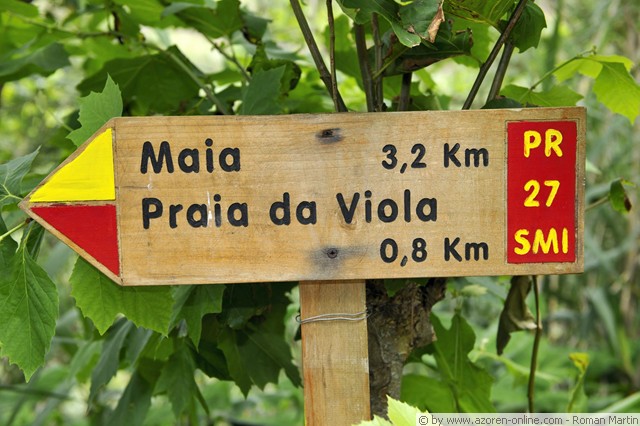 Maia 3,2 Km
Praia da Viola
0,8 Km
PR
27
SMI
© by www.azoren-online.com - Roman Martin